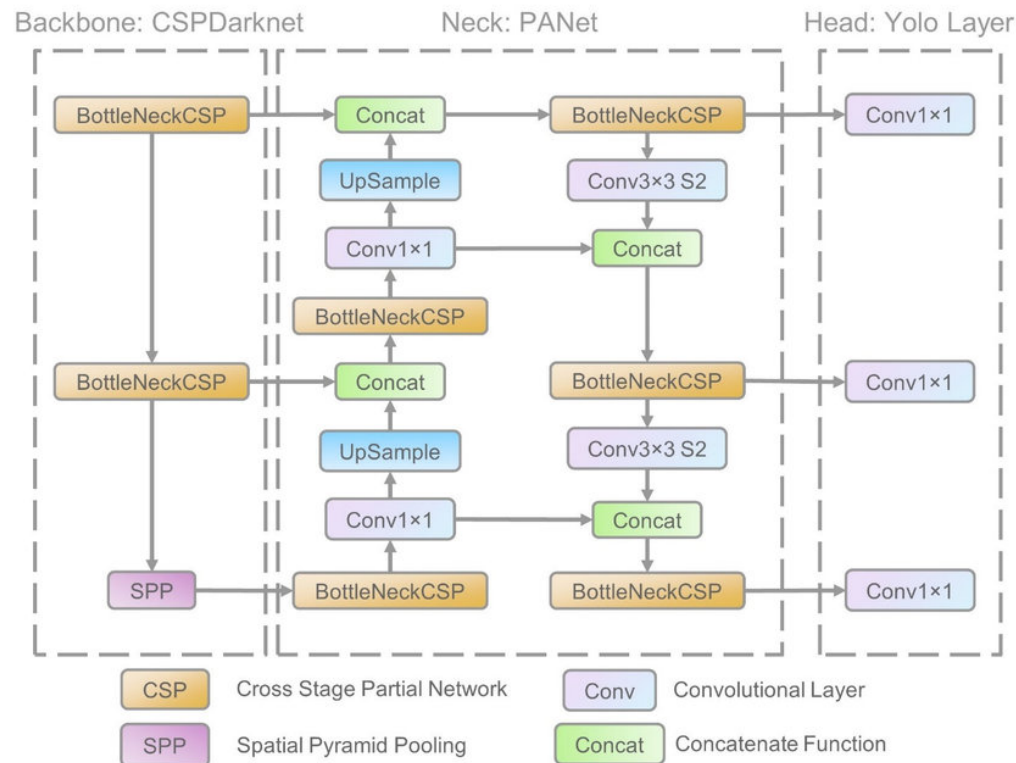 Backbone: CSPDarknet
Neck: PANet
Head: Yolo Layer
BottleNeckCSP
Concat
BottleNeckCSP
Conv1×1
UpSample
Conv3×3 S2
Conv1×1
Concat
BottleNeckCSP
BottleNeckCSP
Concat
BottleNeckCSP
Conv1×1
UpSample
Conv3×3 S2
Conv1×1
Concat
SPP
BottleNeckCSP
BottleNeckCSP
Conv1×1
CSP
Cross Stage Partial Network
Conv
Convolutional Layer
SPP
Spatial Pyramid Pooling
Concat
Concatenate Function